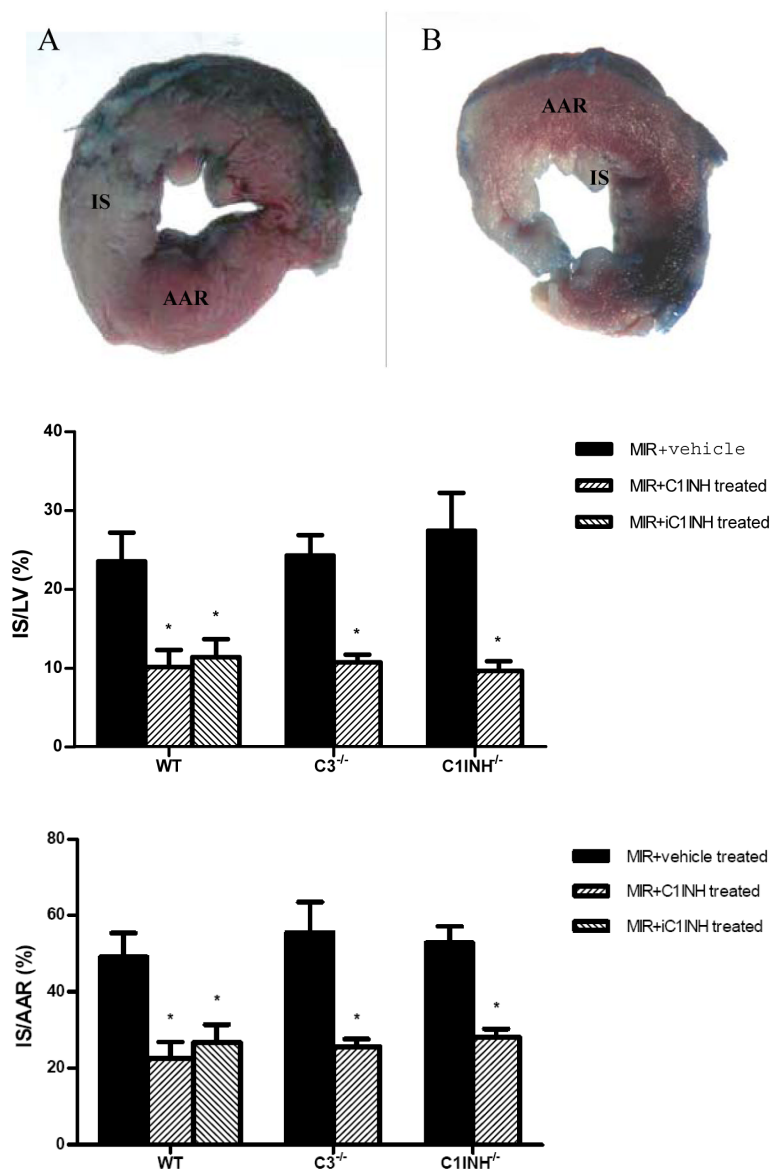 A
B
IS
AAR
AAR
IS
40
30
20
10
0
IS/LV (%)
WT
C3-/-
C1INH-/-
MIR+vehicle
MIR+C1INH treated
MIR+iC1INH treated
* * * *
80
60
40
20
0
IS/AAR (%)
WT
C3-/-
C1INH-/-
MIR+vehicle treated
MIR+C1INH treated
MIR+iC1INH treated
* * * *